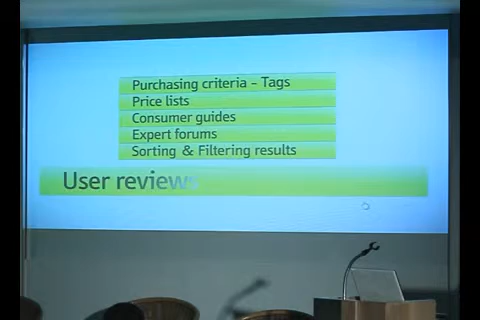 Purchasing criteria - Tags
Price lists
Consumer guides
Expert forums
Sorting & Filtering results
User reviews